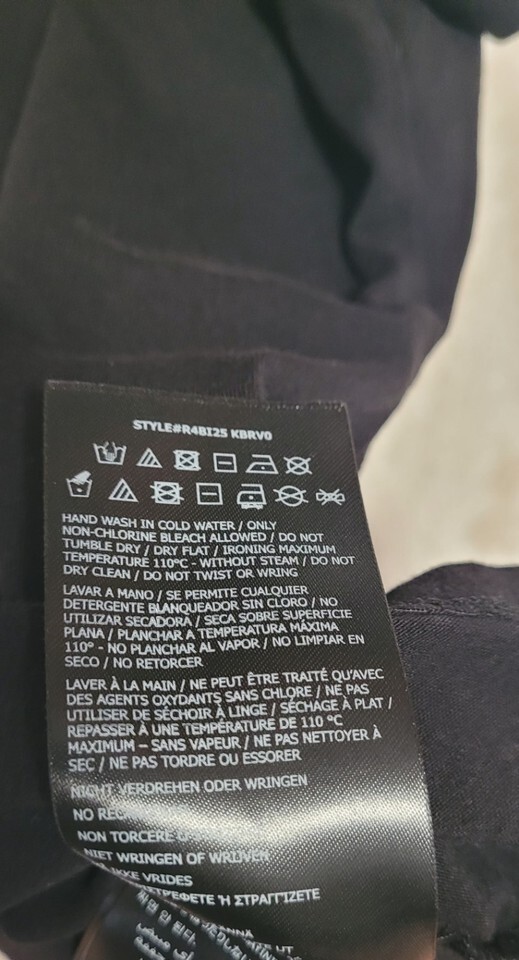 STYLE#R4BI25 KBRV0
HAND WASH IN COLD WATER / ONLY
NON-CHLORINE BLEACH ALLOWED / DO NOT
TUMBLE DRY / DRY FLAT / IRONING MAXIMUM
TEMPERATURE 110°C - WITHOUT STEAM / DO NOT
DRY CLEAN / DO NOT TWIST OR WRING
LAVAR A MANO / SE PERMITE CUALQUIER
DETERGENTE BLANQUEADOR SIN CLORO / NO
UTILIZAR SECADORA / SECA SOBRE SUPERFICIE
PLANA / PLANCHAR A TEMPERATURA MÁXIMA
110° - NO PLANCHAR AL VAPOR / NO LIMPIAR EN
SECO / NO RETORCER
LAVER À LA MAIN / NE PEUT ÊTRE TRAITÉ QU'AVEC
DES AGENTS OXYDANTS SANS CHLORE / NE PAS
UTILISER DE SÉCHOIR À LINGE / SÉCHAGE À PLAT /
REPASSER À UNE TEMPÉRATURE DE 110 °C
MAXIMUM – SANS VAPEUR / NE PAS NETTOYER À
SEC / NE PAS TORDRE OU ESSORER
NICHT VERDREHEN ODER WRINGEN
NO
NON TORCERE
NIET WRINGEN OF WRIJVEN
IKKE VRIDES
Ή ΣΤΡΑΓΓΙΖΕΤΕ